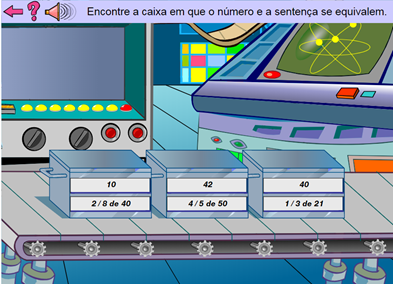 Encontre a caixa em que o número e a sentença se equivalem.
10
2 / 8 de 40
42
4 / 5 de 50
40
1 / 3 de 21